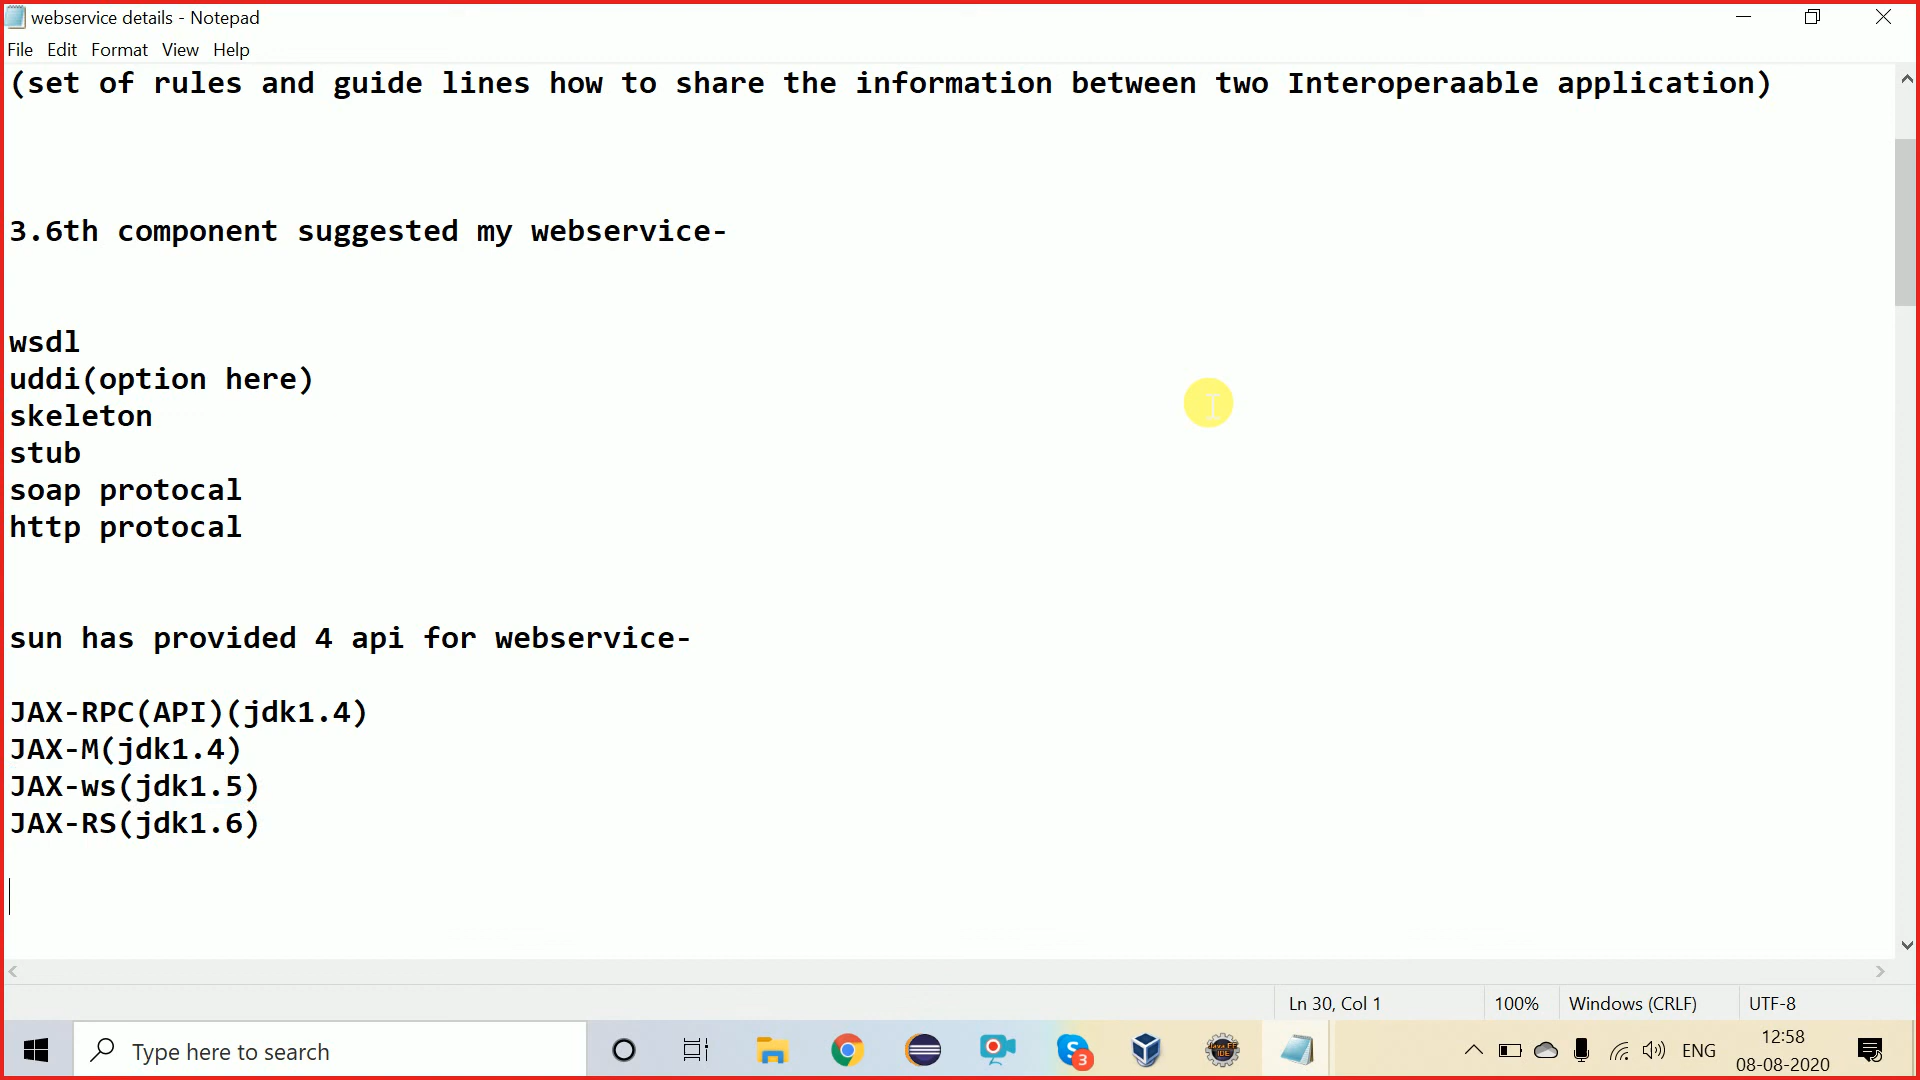 webservice details - Notepad
File Edit Format View Help
(set of rules and guide lines how to share the information between two Interoperaable application)
3.6th component suggested my webservice-
wsdl
uddi(option here)
skeleton
stub
soap protocal
http protocal
sun has provided 4 api for webservice-
JAX-RPC(API)(jdk1.4)
JAX-M(jdk1.4)
JAX-ws(jdk1.5)
JAX-RS(jdk1.6)
Ln 30, Col 1 100% Windows (CRLF) UTF-8
Type here to search
S 3
ENG
12:58
08-08-2020